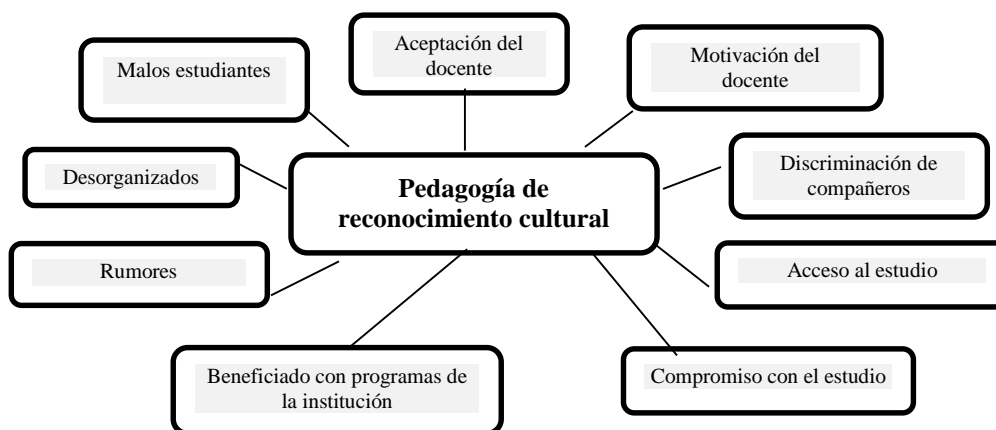 Aceptación del
docente
Motivación del
docente
Malos estudiantes
Discriminación de
compañeros
Desorganizados
Pedagogía de
reconocimiento cultural
Rumores
Acceso al estudio
Beneficiado con programas de
la institución
Compromiso con el estudio